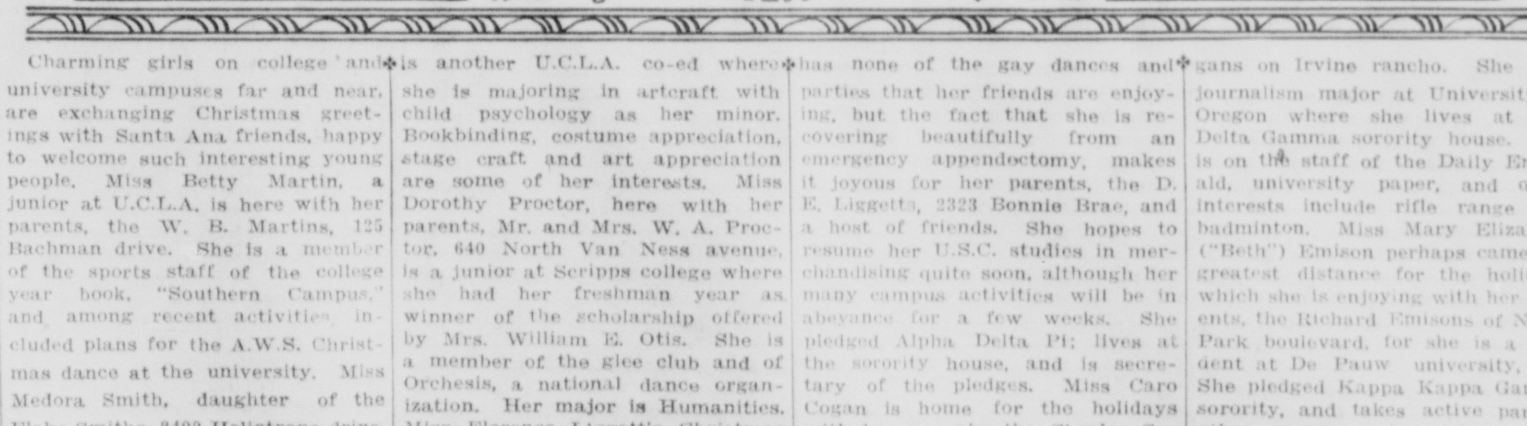 Charming girls on college and
university campuses far and near,
are exchanging Christmas greet-
ings with Santa Ana friends, happy
to welcome such interesting young
people. Miss Betty Martin, a
junior at U.C.L.A. is here with her
parents, the W. B. Martins, 125
Bachman drive. She is a member
of the sports staff of the college
year book, "Southern Campus,"
and among recent activities in-
cluded plans for the A.W.S. Christ-
mas dance at the university. Miss
Medora Smith, daughter of the
is another U.C.L.A. co-ed where
she is majoring in artcraft with
child psychology as her minor.
Bookbinding, costume appreciation,
stage craft and art appreciation
are some of her interests. Miss
Dorothy Proctor, here with her
parents, Mr. and Mrs. W. A. Proc-
tor, 640 North Van Ness avenue,
is a junior at Scripps college where
she had her freshman year as
winner of the scholarship offered
by Mrs. William E. Otis. She is
a member of the glee club and of
Orchesis, a national dance organ-
ization. Her major is Humanities.
has none of the gay dances and
parties that her friends are enjoy-
ing, but the fact that she is re-
covering beautifully from an
emergency appendoctomy, makes
it joyous for her parents, the D.
E. Liggetts, 2323 Bonnie Brae, and
a host of friends. She hopes to
resume her U.S.C. studies in mer-
chandising quite soon, although her
many campus activities will be in
abeyance for a few weeks. She
pledged Alpha Delta Pi; lives at
the sorority house, and is secre-
tary of the pledges. Miss Caro
Cogan is home for the holidays
gans on Irvine rancho. She
journalism major at Universit
Oregon where she lives at
Delta Gamma sorority house.
is on the staff of the Daily Em
ald, university paper, and o
interests include rifle range
badminton. Miss Mary Eliza
("Beth") Emison perhaps came
greatest distance for the holi
which she is enjoying with her
ents, the Richard Emisons of N
Park boulevard, for she is a
dent at De Pauw university,
She pledged Kappa Kappa Gam
sorority, and takes active par